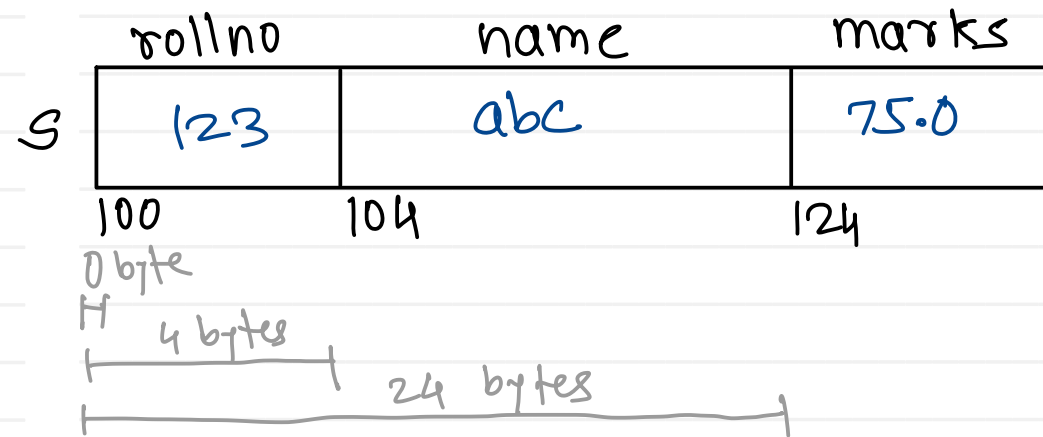 rollno name marks
S 123 abc 75.0
100 104 124
0 byte
4 bytes
24 bytes